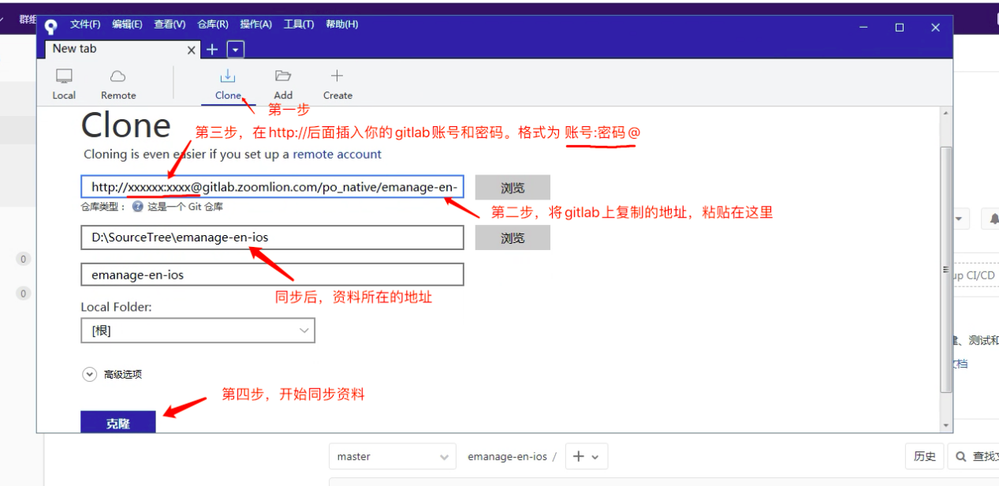 群组
文件(F) 编辑(E) 查看(V) 仓库(R) 操作(A) 工具(T) 帮助(H)
New tab
Local Remote Clone Add Create
第一步
Clone
第三步，在http://后面插入你的gitlab账号和密码。格式为 账号:密码@
Cloning is even easier if you set up a remote account
http://xxxxxx:xxxx@gitlab.zoomlion.com/po_native/emanage-en-
浏览
仓库类型： 这是一个 Git 仓库
第二步，将gitlab上复制的地址，粘贴在这里
D:\SourceTree\emanage-en-ios
浏览
0
emanage-en-ios
up CI/CD
0
同步后，资料所在的地址
Local Folder:
[根]
、测试和
文档
高级选项
第四步，开始同步资料
克隆
master
emanage-en-ios /
历史
查找文